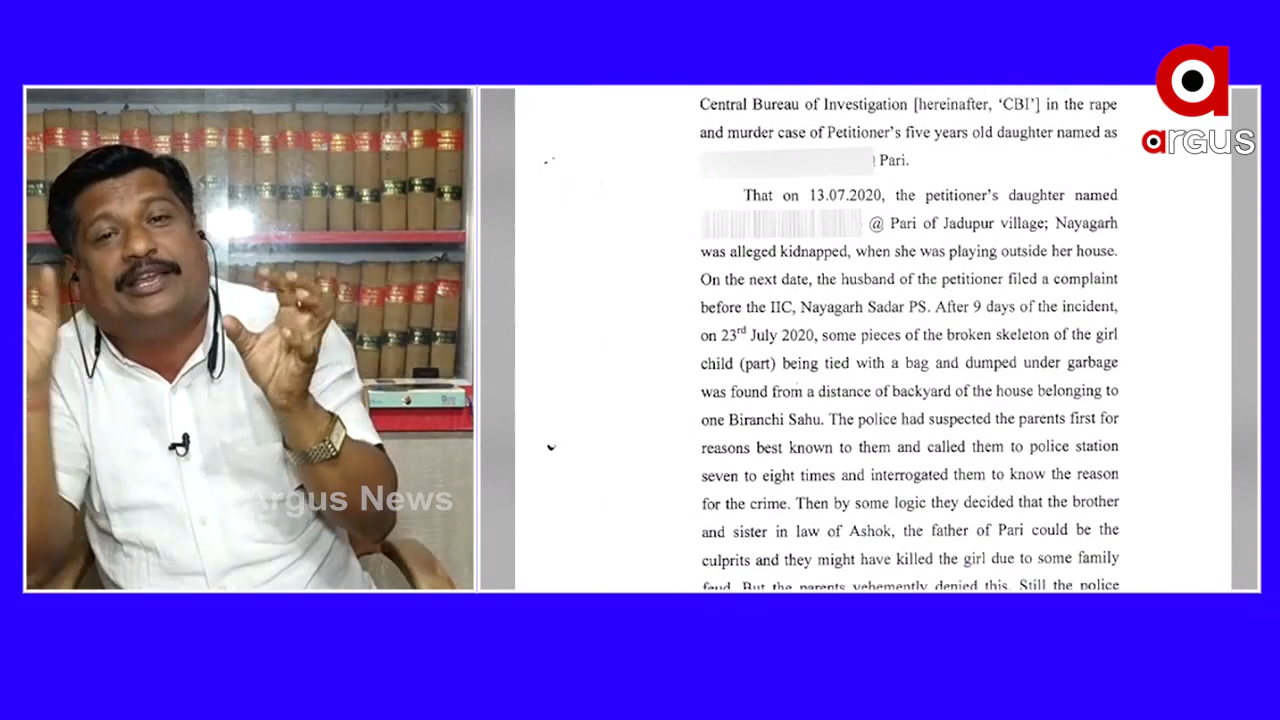 argus
Central Bureau of Investigation [hereinafter, ‘CBI’] in the rape
and murder case of Petitioner’s five years old daughter named as
Pari.
That on 13.07.2020, the petitioner’s daughter named
@ Pari of Jadupur village; Nayagarh
was alleged kidnapped, when she was playing outside her house.
On the next date, the husband of the petitioner filed a complaint
before the IIC, Nayagarh Sadar PS. After 9 days of the incident,
on 23rd July 2020, some pieces of the broken skeleton of the girl
child (part) being tied with a bag and dumped under garbage
was found from a distance of backyard of the house belonging to
one Biranchi Sahu. The police had suspected the parents first for
reasons best known to them and called them to police station
seven to eight times and interrogated them to know the reason
for the crime. Then by some logic they decided that the brother
and sister in law of Ashok, the father of Pari could be the
culprits and they might have killed the girl due to some family
feud. But the parents vehemently denied this. Still the police
Argus News